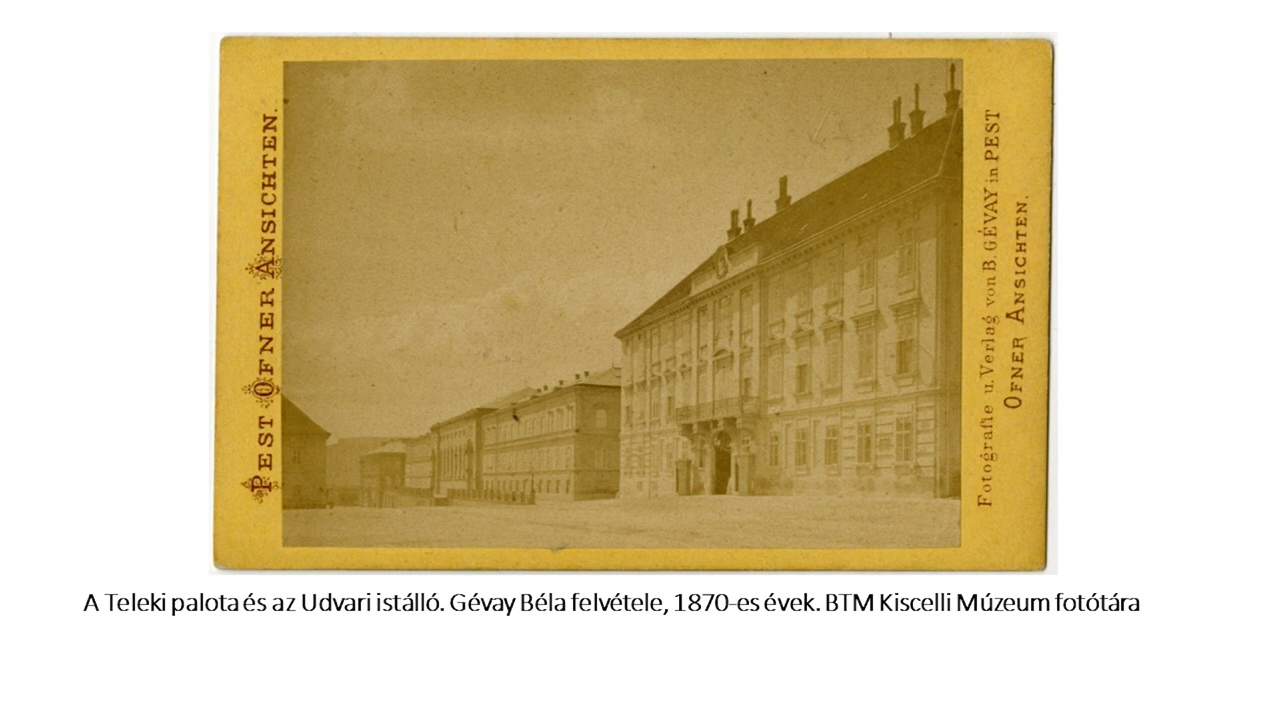 PEST OFNER ANSICHTEN.
Fotografie u. Verlag von B. GÉVAY in PEST
OFNER ANSICHTEN.
A Teleki palota és az Udvari istálló. Gévay Béla felvétele, 1870-es évek. BTM Kiscelli Múzeum fotótára